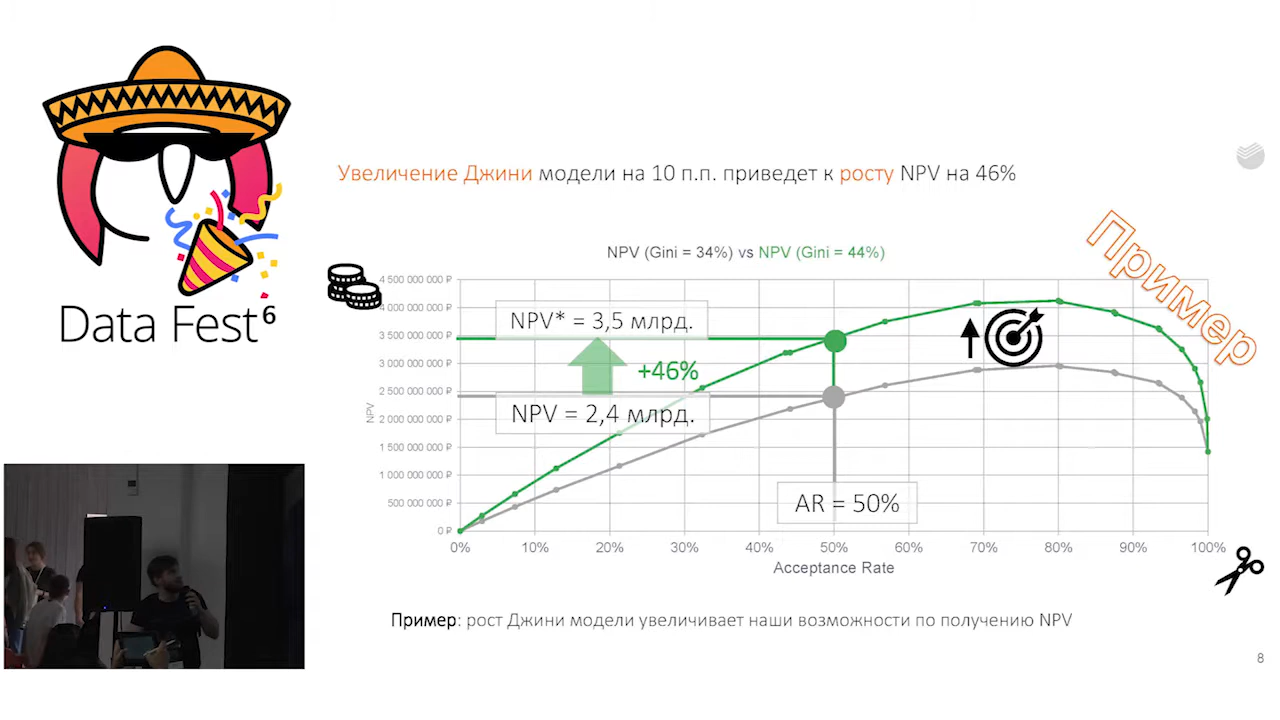 Data Fest⁶
Увеличение Джини модели на 10 п.п. приведет к росту NPV на 46%
Пример
NPV (Gini = 34%) vs NPV (Gini = 44%)
4 500 000 000 ₽
4 000 000 000 ₽
3 500 000 000 ₽
3 000 000 000 ₽
2 500 000 000 ₽
2 000 000 000 ₽
1 500 000 000 ₽
1 000 000 000 ₽
500 000 000 ₽
0 ₽
NPV
NPV* = 3,5 млрд.
+46%
NPV = 2,4 млрд.
AR = 50%
0% 10% 20% 30% 40% 50% 60% 70% 80% 90% 100%
Acceptance Rate
Пример: рост Джини модели увеличивает наши возможности по получению NPV
8